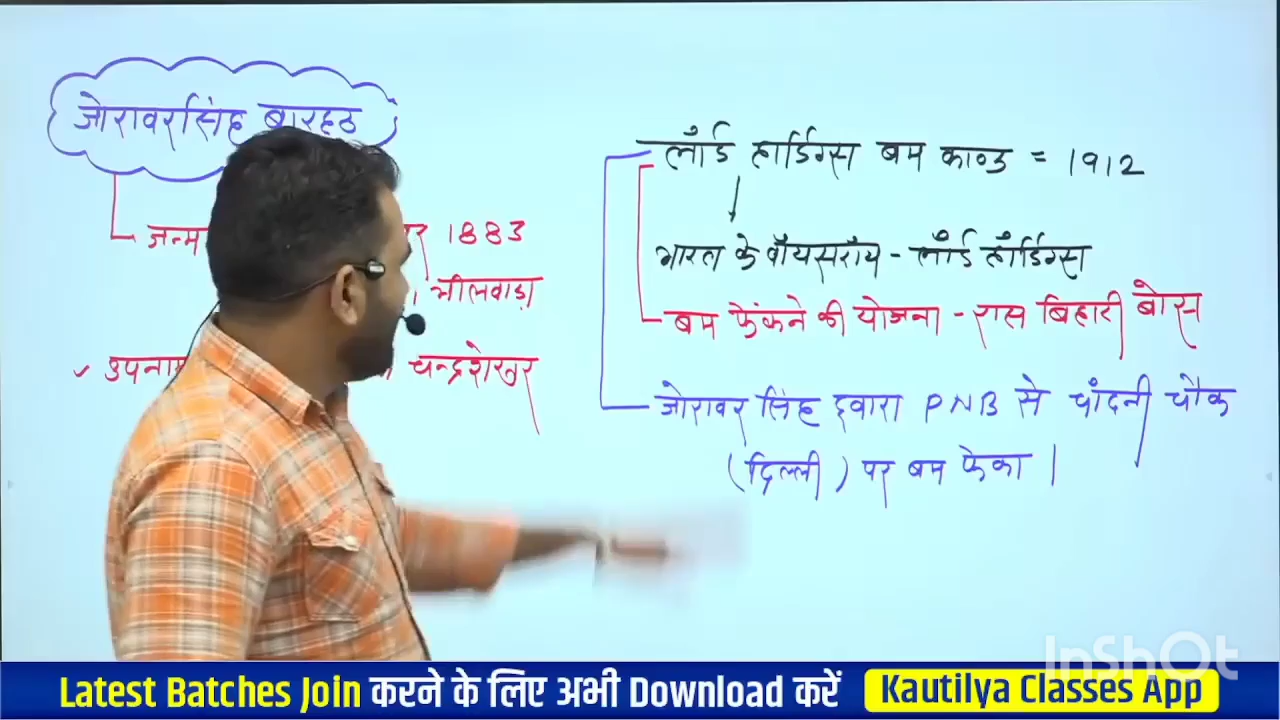 जोरावरसिंह बारहठ
जन्म 1883
भीलवाड़ा
उपनाम चन्द्रशेखर
लॉर्ड हार्डिंग्स बम काण्ड = 1912
भारत के वॉयसरॉय - लॉर्ड हॉर्डिंग्स
बम फेंकने की योजना - रास बिहारी बोस
जोरावर सिंह द्वारा PNB से चांदनी चौक
(दिल्ली) पर बम फेका |
InShOt
Latest Batches Join करने के लिए अभी Download करें
Kautilya Classes App